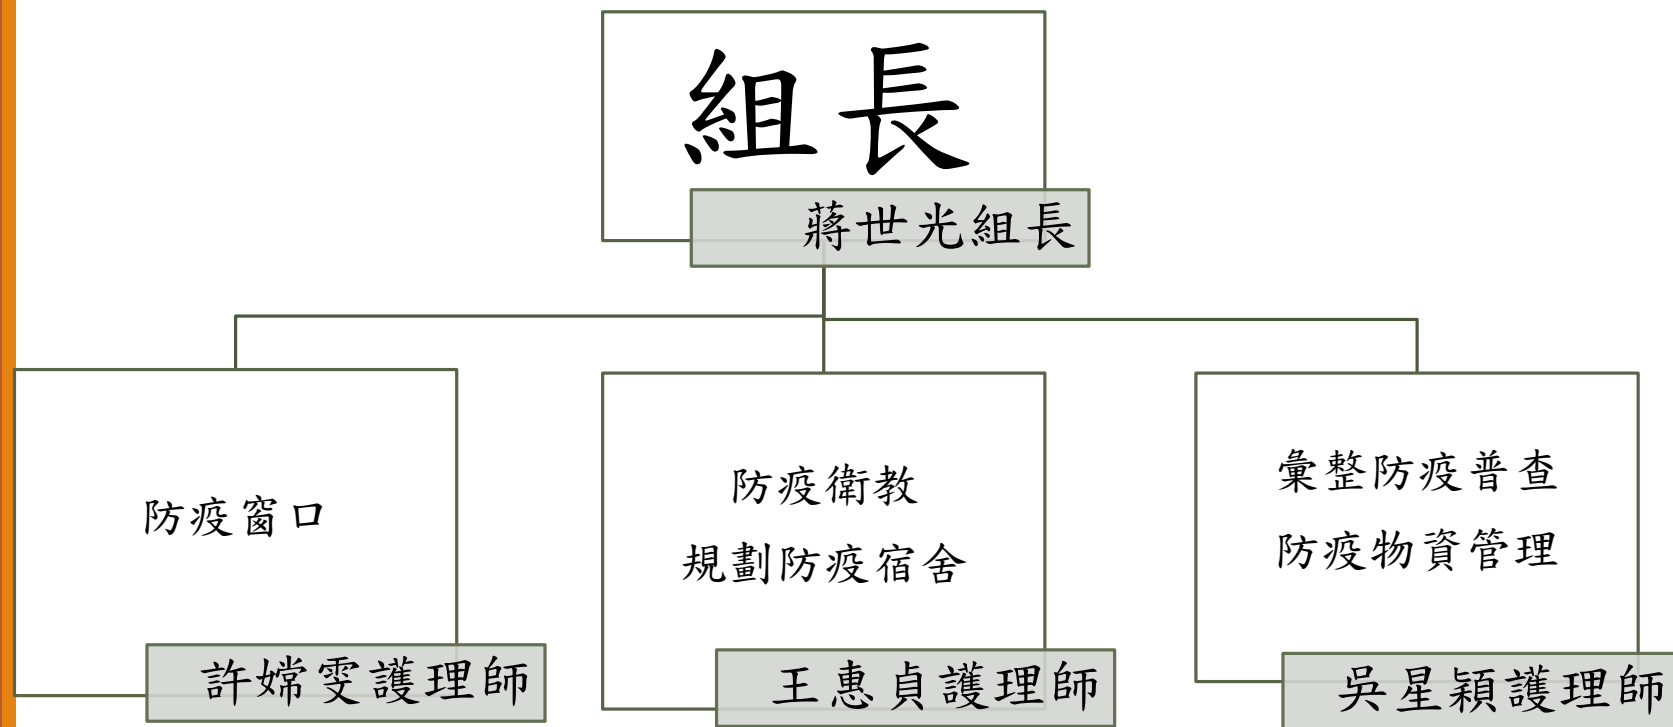 組長
蔣世光組長
防疫窗口
許嫦雯護理師
防疫衛教
規劃防疫宿舍
王惠貞護理師
彙整防疫普查
防疫物資管理
吳星穎護理師